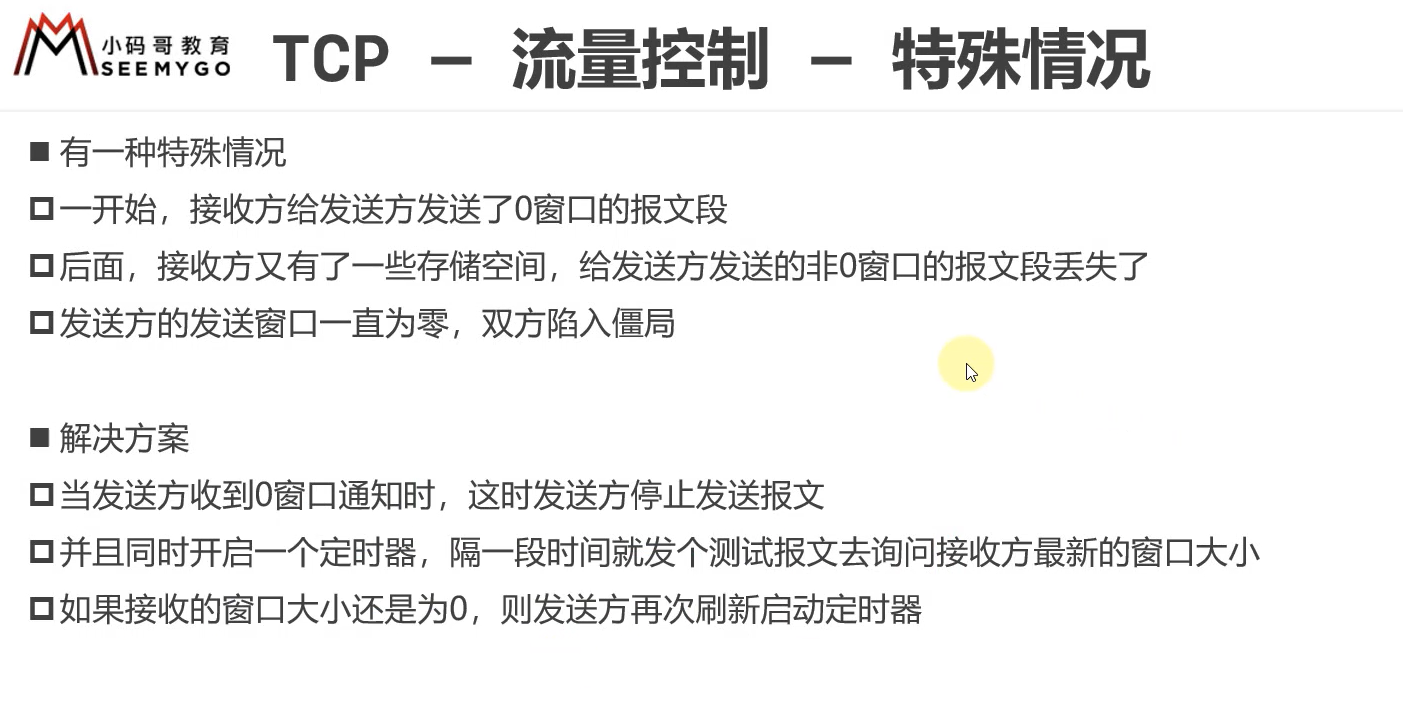 小码哥教育
SEEMYGO
TCP – 流量控制 – 特殊情况
有一种特殊情况
一开始，接收方给发送方发送了0窗口的报文段
后面，接收方又有了一些存储空间，给发送方发送的非0窗口的报文段丢失了
发送方的发送窗口一直为零，双方陷入僵局
解决方案
当发送方收到0窗口通知时，这时发送方停止发送报文
并且同时开启一个定时器，隔一段时间就发个测试报文去询问接收方最新的窗口大小
如果接收的窗口大小还是为0，则发送方再次刷新启动定时器